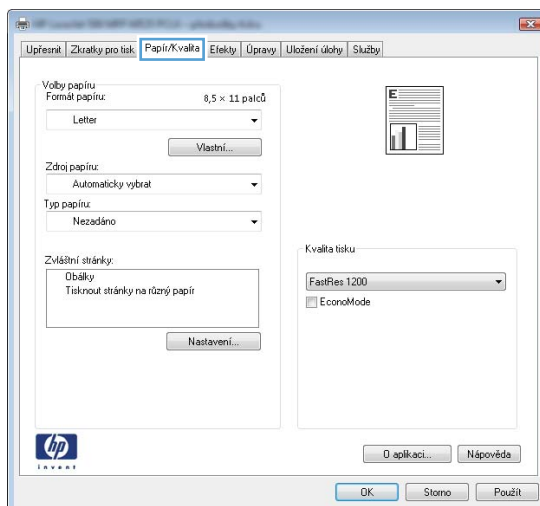 Upřesnit Zkratky pro tisk Papír/Kvalita Efekty Úpravy Uložení úlohy Služby
Volby papíru
Formát papíru: 8,5 × 11 palců
Letter
Vlastní...
Zdroj papíru:
Automaticky vybrat
Typ papíru:
Nezadáno
Zvláštní stránky:
Obálky
Tisknout stránky na různý papír
Nastavení...
E
Kvalita tisku
FastRes 1200
EconoMode
hp
invent
O aplikaci... Nápověda
OK Storno Použít